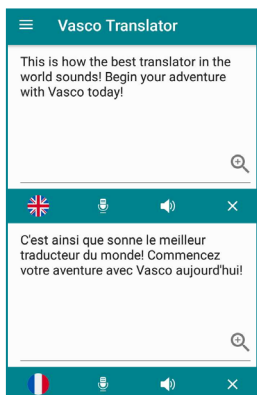 Vasco Translator
This is how the best translator in the
world sounds! Begin your adventure
with Vasco today!
C'est ainsi que sonne le meilleur
traducteur du monde! Commencez
votre aventure avec Vasco aujourd'hui!